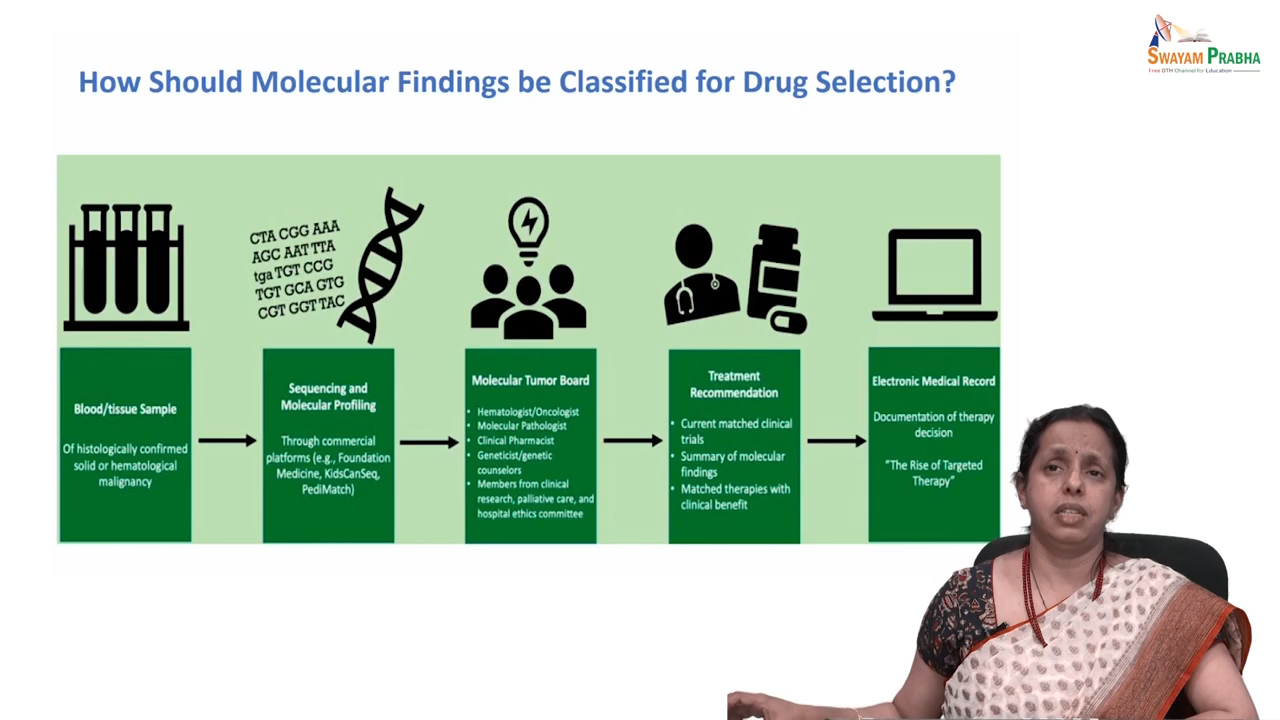 SWAYAM PRABHA
Free DTH Channel for Education
How Should Molecular Findings be Classified for Drug Selection?
CTA CGG AAA
AGC AAT TTA
tga TGT CCG
TGT GCA GTG
CGT GGT TAC
Blood/tissue Sample
Of histologically confirmed
solid or hematological
malignancy
Sequencing and
Molecular Profiling
Through commercial
platforms (e.g., Foundation
Medicine, KidsCanSeq,
PediMatch)
Molecular Tumor Board
• Hematologist/Oncologist
• Molecular Pathologist
• Clinical Pharmacist
• Geneticist/genetic
counselors
• Members from clinical
research, palliative care, and
hospital ethics committee
Treatment
Recommendation
• Current matched clinical
trials
• Summary of molecular
findings
• Matched therapies with
clinical benefit
Electronic Medical Record
Documentation of therapy
decision
"The Rise of Targeted
Therapy"